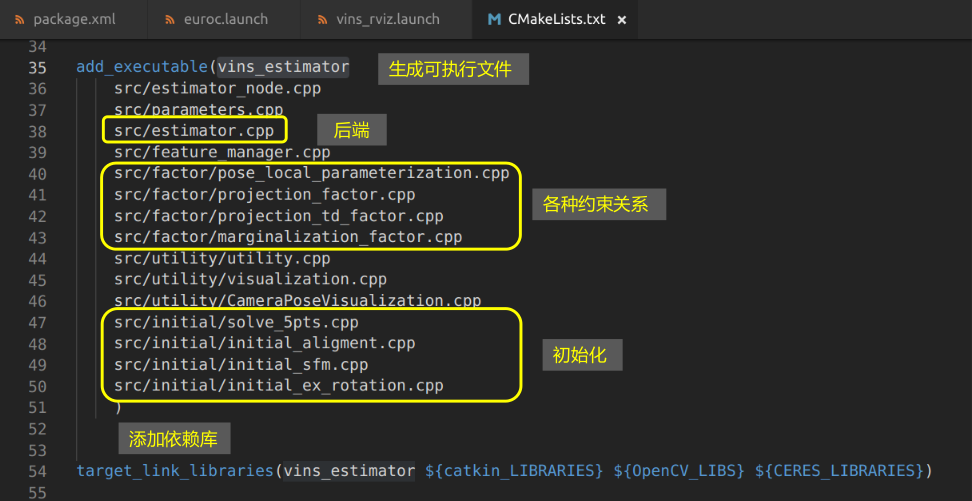 package.xml euroc.launch vins_rviz.launch CMakeLists.txt ×
34
35 add_executable(vins_estimator 生成可执行文件
36 src/estimator_node.cpp
37 src/parameters.cpp
38 src/estimator.cpp 后端
39 src/feature_manager.cpp
40 src/factor/pose_local_parameterization.cpp
41 src/factor/projection_factor.cpp 各种约束关系
42 src/factor/projection_td_factor.cpp
43 src/factor/marginalization_factor.cpp
44 src/utility/utility.cpp
45 src/utility/visualization.cpp
46 src/utility/CameraPoseVisualization.cpp
47 src/initial/solve_5pts.cpp
48 src/initial/initial_aligment.cpp 初始化
49 src/initial/initial_sfm.cpp
50 src/initial/initial_ex_rotation.cpp
51 )
52 添加依赖库
53
54 target_link_libraries(vins_estimator ${catkin_LIBRARIES} ${OpenCV_LIBS} ${CERES_LIBRARIES})
55